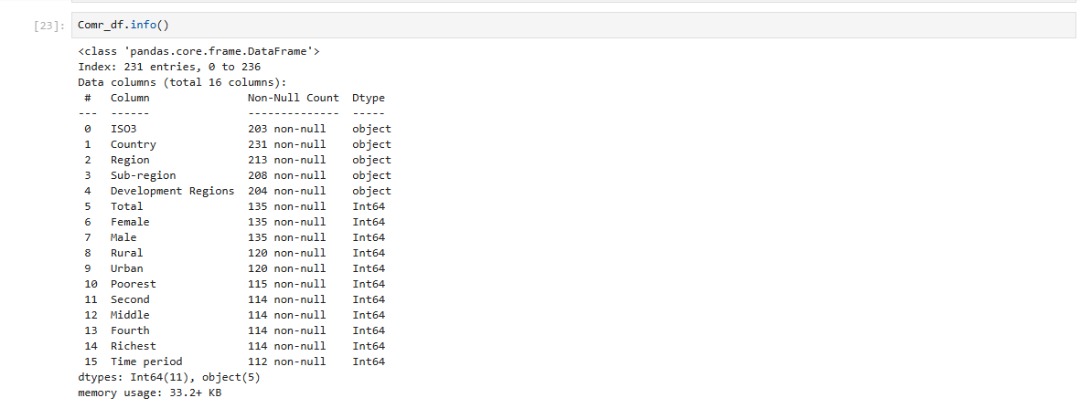 [23]: Comr_df.info()
<class 'pandas.core.frame.DataFrame'>
Index: 231 entries, 0 to 236
Data columns (total 16 columns):
 #   Column               Non-Null Count  Dtype
---  ------               --------------  -----
 0   ISO3                 203 non-null    object
 1   Country              231 non-null    object
 2   Region               213 non-null    object
 3   Sub-region           208 non-null    object
 4   Development Regions  204 non-null    object
 5   Total                135 non-null    Int64
 6   Female               135 non-null    Int64
 7   Male                 135 non-null    Int64
 8   Rural                120 non-null    Int64
 9   Urban                120 non-null    Int64
 10  Poorest              115 non-null    Int64
 11  Second               114 non-null    Int64
 12  Middle               114 non-null    Int64
 13  Fourth               114 non-null    Int64
 14  Richest              114 non-null    Int64
 15  Time period          112 non-null    Int64
dtypes: Int64(11), object(5)
memory usage: 33.2+ KB